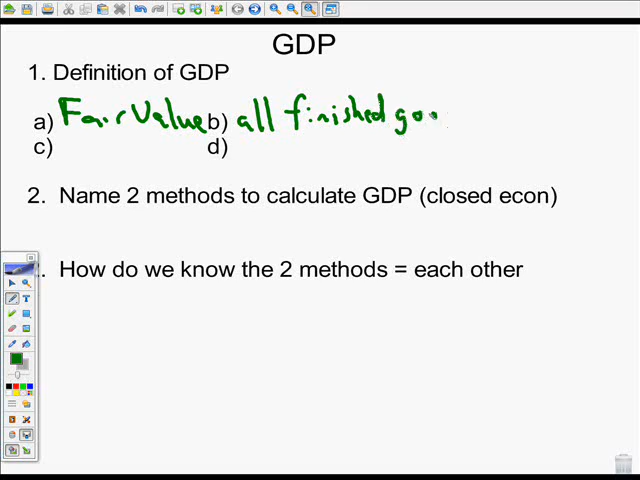 GDP
1. Definition of GDP
a) Fair Value b) all finished goo
c) d)
2. Name 2 methods to calculate GDP (closed econ)
. How do we know the 2 methods = each other